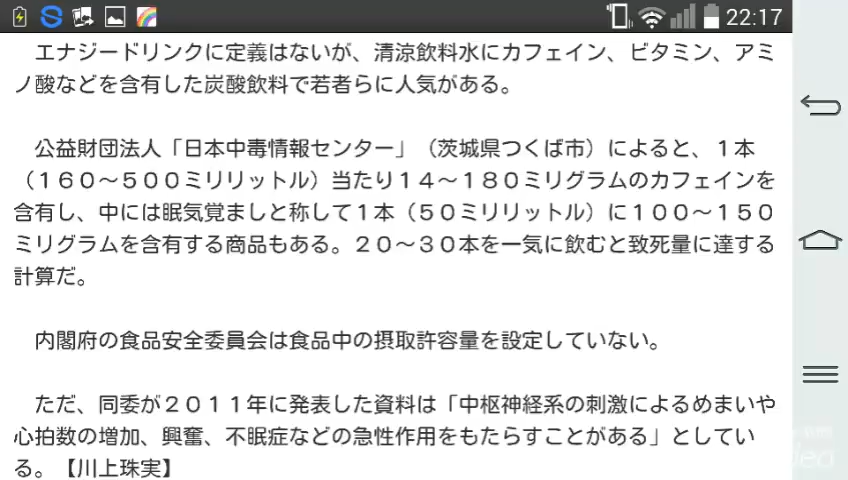 22:17
エナジードリンクに定義はないが、清涼飲料水にカフェイン、ビタミン、アミ
ノ酸などを含有した炭酸飲料で若者らに人気がある。
公益財団法人「日本中毒情報センター」（茨城県つくば市）によると、１本
（１６０～５００ミリリットル）当たり１４～１８０ミリグラムのカフェインを
含有し、中には眠気覚ましと称して１本（５０ミリリットル）に１００～１５０
ミリグラムを含有する商品もある。２０～３０本を一気に飲むと致死量に達する
計算だ。
内閣府の食品安全委員会は食品中の摂取許容量を設定していない。
ただ、同委が２０１１年に発表した資料は「中枢神経系の刺激によるめまいや
心拍数の増加、興奮、不眠症などの急性作用をもたらすことがある」としてい
る。【川上珠実】